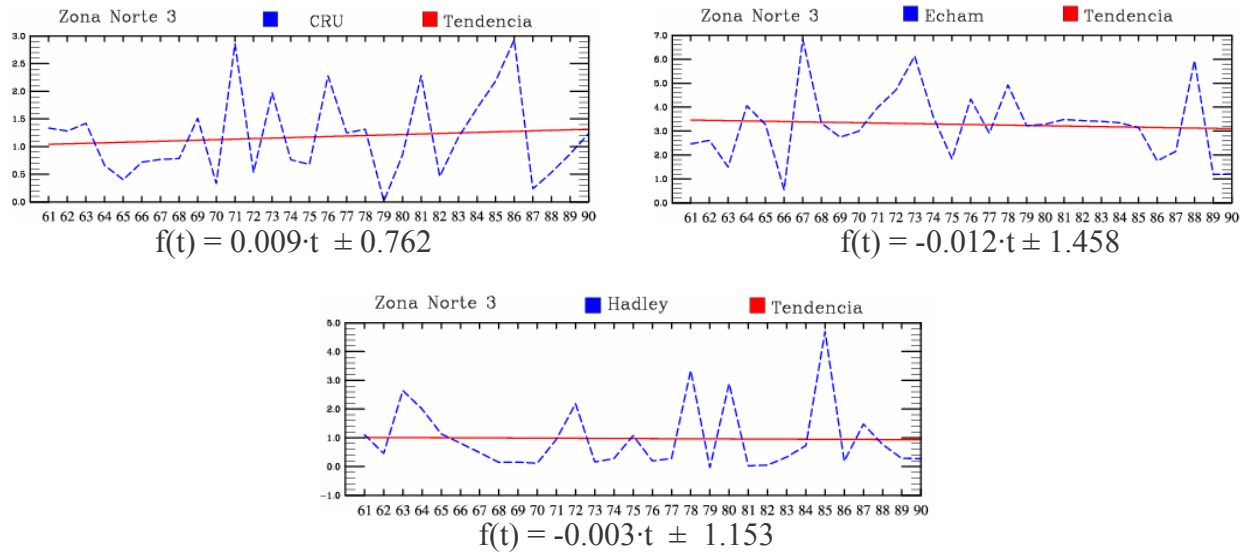 Zona Norte 3 CRU Tendencia
3.0
2.5
2.0
1.5
1.0
0.5
0.0
61 62 63 64 65 66 67 68 69 70 71 72 73 74 75 76 77 78 79 80 81 82 83 84 85 86 87 88 89 90
f(t) = 0.009·t ± 0.762
Zona Norte 3 Echam Tendencia
7.0
6.0
5.0
4.0
3.0
2.0
1.0
0.0
61 62 63 64 65 66 67 68 69 70 71 72 73 74 75 76 77 78 79 80 81 82 83 84 85 86 87 88 89 90
f(t) = -0.012·t ± 1.458
Zona Norte 3 Hadley Tendencia
5.0
4.0
3.0
2.0
1.0
0.0
-1.0
61 62 63 64 65 66 67 68 69 70 71 72 73 74 75 76 77 78 79 80 81 82 83 84 85 86 87 88 89 90
f(t) = -0.003·t ± 1.153